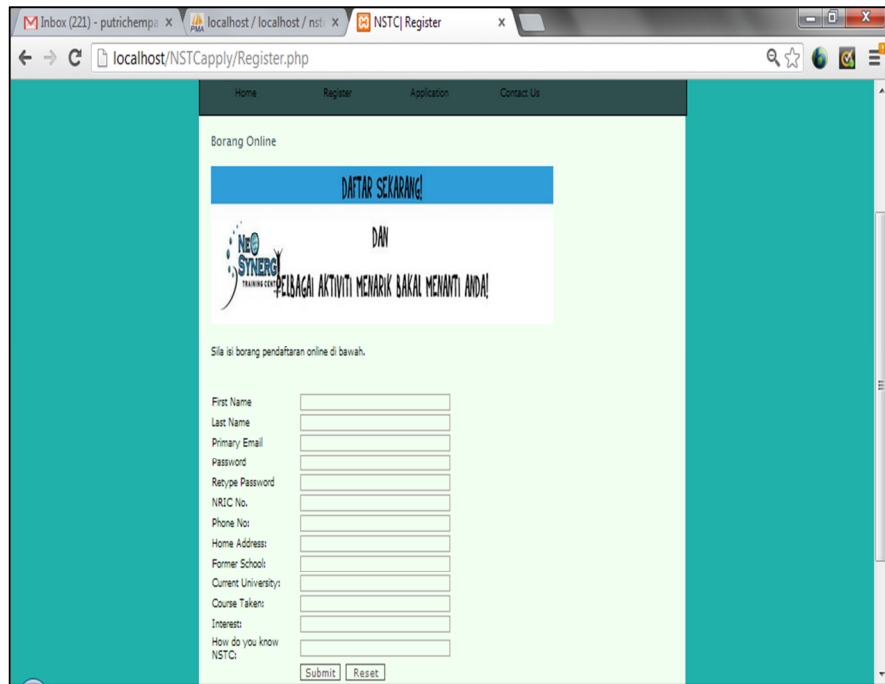 Inbox (221) - putrichempa
localhost / localhost / nst
NSTC| Register
localhost/NSTCapply/Register.php
Home Register Application Contact Us
Borang Online
DAFTAR SEKARANG!
DAN
NEO
SYNERGI
TRAINING CENT
PELBAGAI AKTIVITI MENARIK BAKAL MENANTI ANDA!
Sila isi borang pendaftaran online di bawah.
First Name
Last Name
Primary Email
Password
Retype Password
NRIC No.
Phone No:
Home Address:
Former School:
Current University:
Course Taken:
Interest:
How do you know
NSTC:
Submit Reset